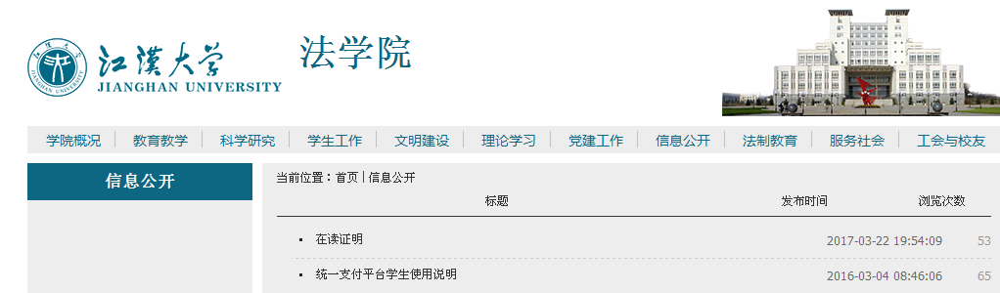 江漢大学
JIANGHAN UNIVERSITY
法学院
学院概况 教育教学 科学研究 学生工作 文明建设 理论学习 党建工作 信息公开 法制教育 服务社会 工会与校友
信息公开
当前位置：首页 | 信息公开
标题 发布时间 浏览次数
在读证明 2017-03-22 19:54:09 53
统一支付平台学生使用说明 2016-03-04 08:46:06 65